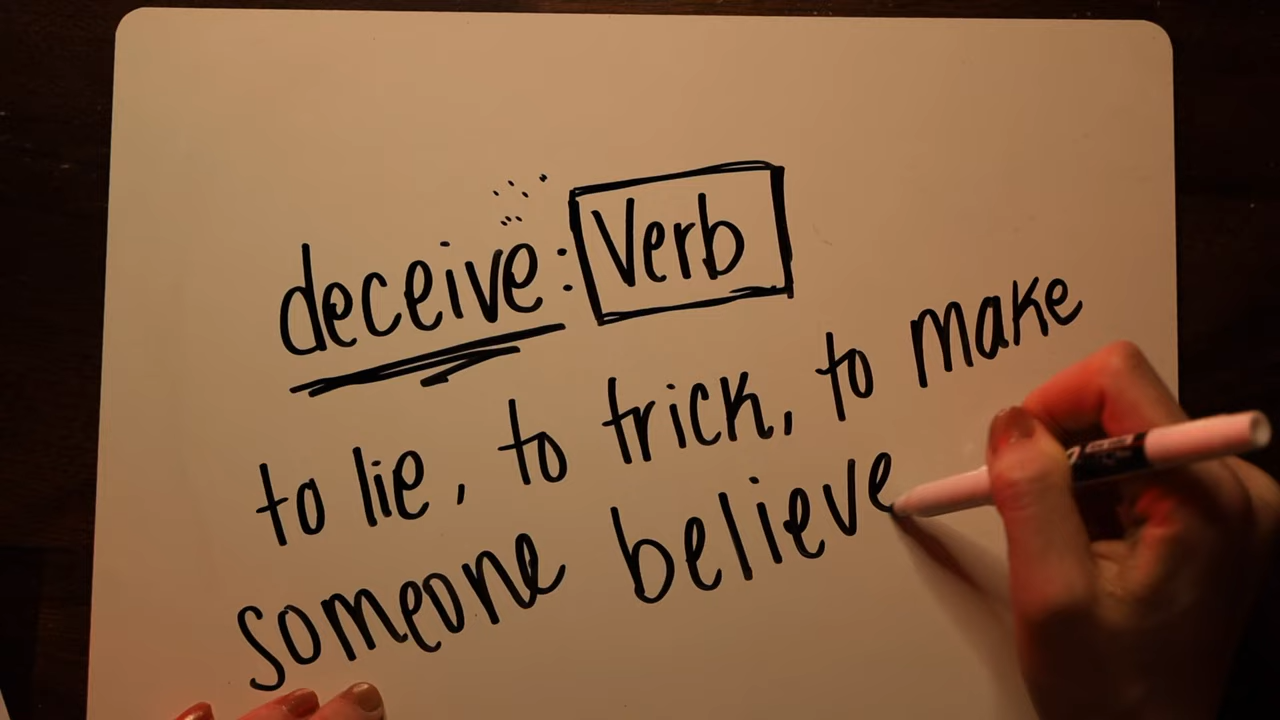 deceive: Verb
to lie, to trick, to make
someone believe